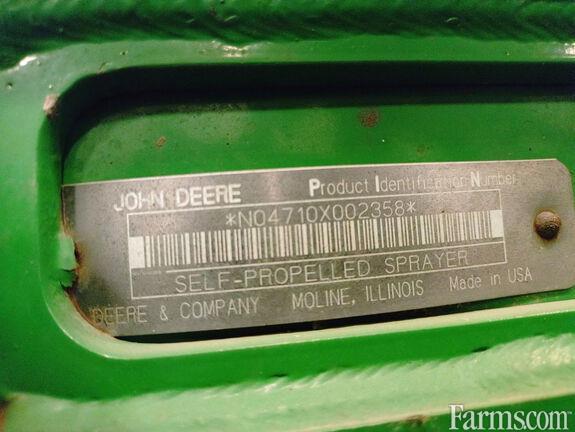 JOHN DEERE Product Identification Number
*N04710X002358*
SELF-PROPELLED SPRAYER
DEERE & COMPANY MOLINE, ILLINOIS Made in USA
Farms.com